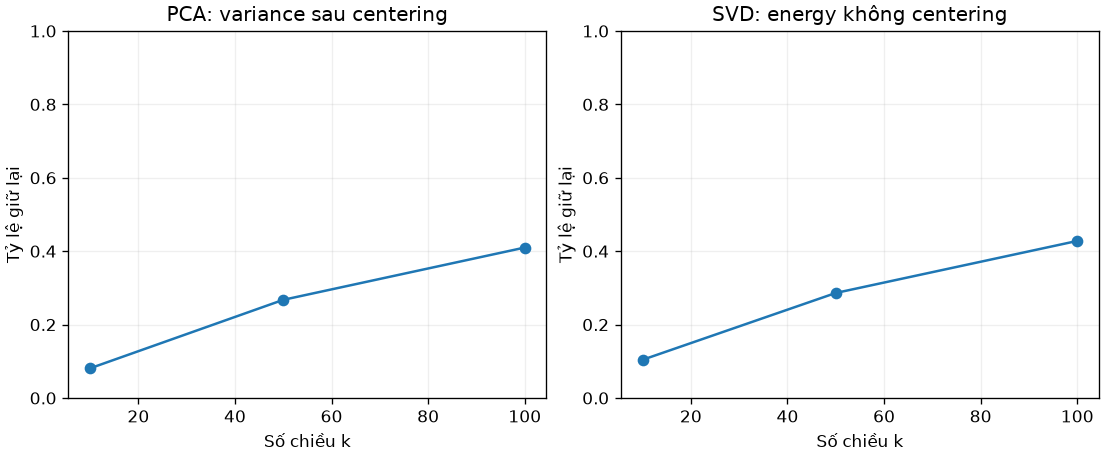 PCA: variance sau centering
Tỷ lệ giữ lại
1.0
0.8
0.6
0.4
0.2
0.0
20 40 60 80 100
Số chiều k
SVD: energy không centering
Tỷ lệ giữ lại
1.0
0.8
0.6
0.4
0.2
0.0
20 40 60 80 100
Số chiều k